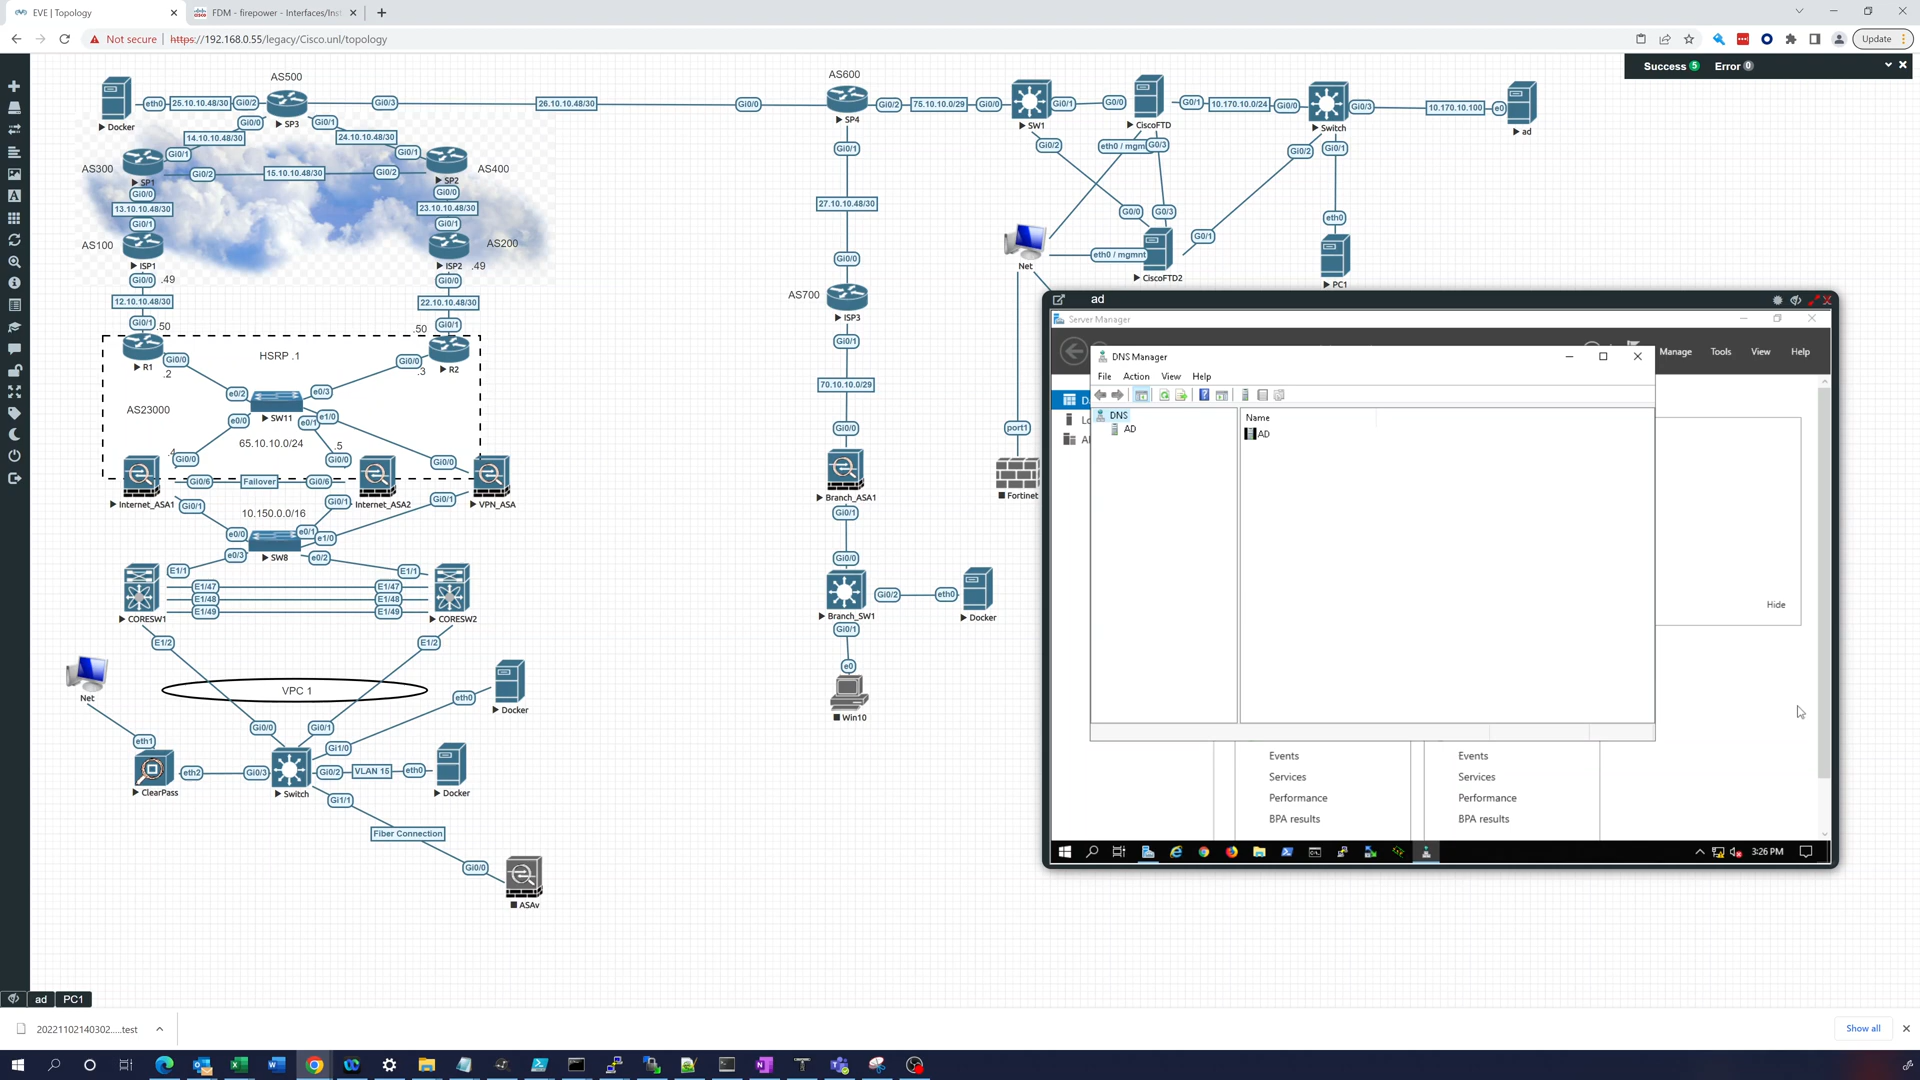 EVE | Topology
FDM - firepower - Interfaces/Inst
Not secure
https://192.168.0.55/legacy/Cisco.unl/topology
Update
Success 5 Error 0
AS500
eth0 25.10.10.48/30 Gi0/2
Gi0/3
26.10.10.48/30
Docker
SP3
Gi0/0
Gi0/1
14.10.10.48/30
24.10.10.48/30
AS300
Gi0/1
Gi0/1
AS400
SP1
Gi0/2
15.10.10.48/30
Gi0/2
SP2
Gi0/0
Gi0/0
13.10.10.48/30
23.10.10.48/30
Gi0/1
Gi0/1
AS100
AS200
ISP1
ISP2
.49
Gi0/0
.49
Gi0/0
12.10.10.48/30
22.10.10.48/30
Gi0/1
.50
.50
Gi0/1
R1
Gi0/0
.2
HSRP .1
Gi0/0
.3
R2
e0/2
e0/3
AS23000
SW11
e0/0
e0/1
e1/0
65.10.10.0/24
.4
.5
Gi0/0
Gi0/0
Gi0/0
Gi0/6
Failover
Gi0/6
Internet_ASA1
Internet_ASA2
VPN_ASA
Gi0/1
Gi0/1
Gi0/1
10.150.0.0/16
e0/0
e0/1
e1/0
SW8
e0/3
e0/2
E1/1
E1/1
E1/47
E1/47
E1/48
E1/48
E1/49
E1/49
CORESW1
CORESW2
E1/2
E1/2
Net
VPC 1
eth0
Docker
Gi0/0
Gi0/1
eth1
Gi1/0
ClearPass
eth2
Gi0/3
Switch
Gi0/2
VLAN 15
eth0
Docker
Gi1/1
Fiber Connection
Gi0/0
ASAv
AS600
Gi0/0
SP4
Gi0/2
75.10.10.0/29
Gi0/0
SW1
Gi0/1
G0/0
CiscoFTD
G0/1
10.170.10.0/24
Gi0/0
Switch
Gi0/3
10.170.10.100
e0
ad
Gi0/1
Gi0/2
eth0 / mgm
G0/3
Gi0/2
Gi0/1
27.10.10.48/30
G0/0
G0/3
eth0
Net
eth0 / mgmnt
CiscoFTD2
G0/1
PC1
Gi0/0
AS700
ISP3
Gi0/1
70.10.10.0/29
Gi0/0
port1
Branch_ASA1
Fortinet
Gi0/1
Gi0/0
Gi0/2
eth0
Branch_SW1
Docker
Gi0/1
e0
Win10
ad
Server Manager
Manage Tools View Help
DNS Manager
File Action View Help
DNS
AD
Name
AD
Hide
Events
Services
Performance
BPA results
Events
Services
Performance
BPA results
3:26 PM
ad PC1
20221102140302.....test
Show all